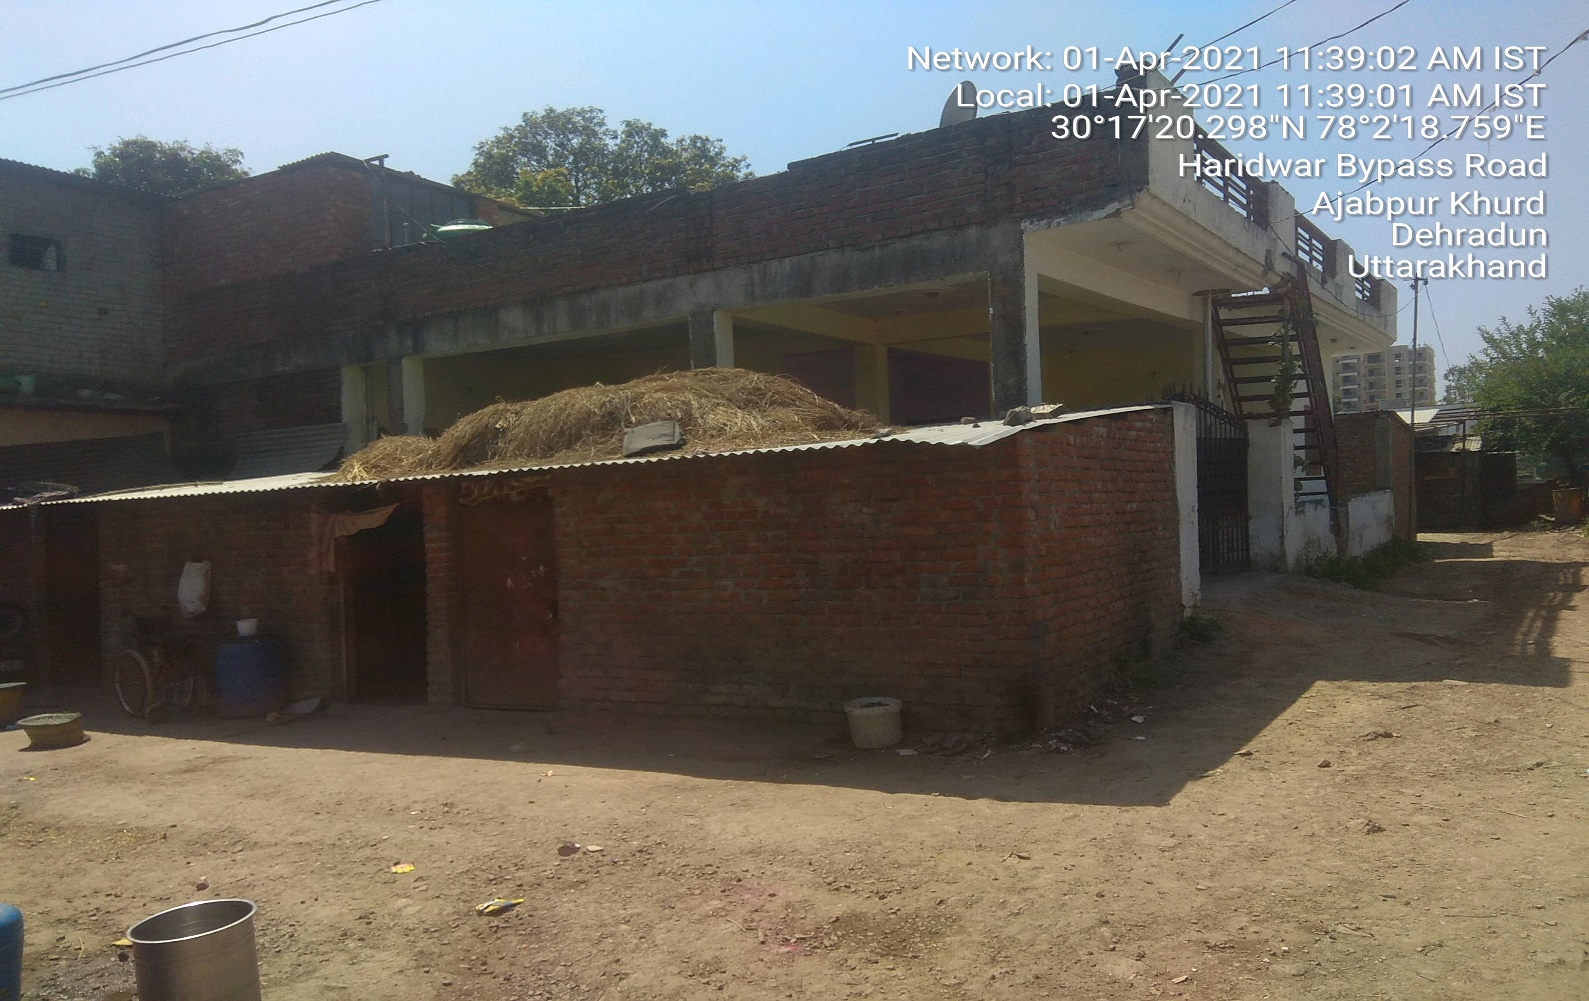 Network: 01-Apr-2021 11:39:02 AM IST
Local: 01-Apr-2021 11:39:01 AM IST
30°17'20.298"N 78°2'18.759"E
Haridwar Bypass Road
Ajabpur Khurd
Dehradun
Uttarakhand